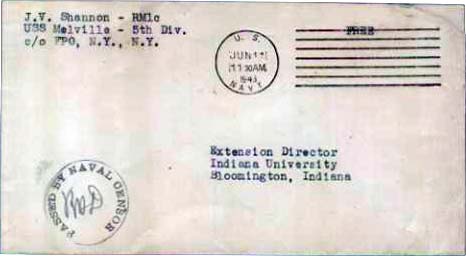 J.V. Shannon - RM1c
USS Melville - 5th Div.
c/o FPO, N.Y., N.Y.
U. S.
JUN
11 30 AM
1943
NAVY
FREE
Extension Director
Indiana University
Bloomington, Indiana
PASSED BY NAVAL CENSOR